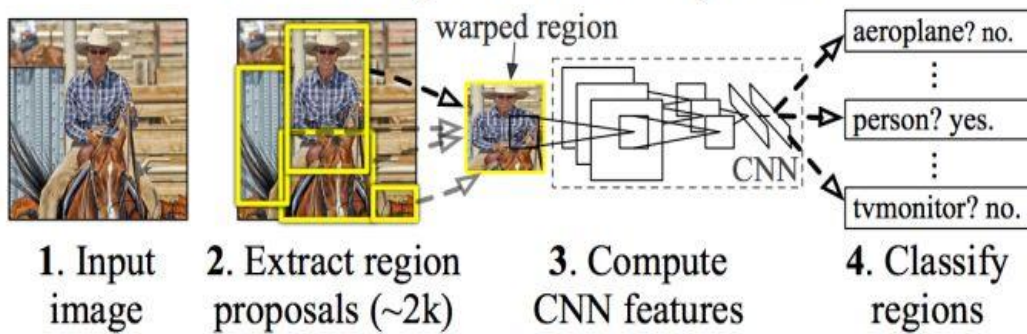 warped region
aeroplane? no.
person? yes.
CNN
tvmonitor? no.
1. Input
image
2. Extract region
proposals (~2k)
3. Compute
CNN features
4. Classify
regions